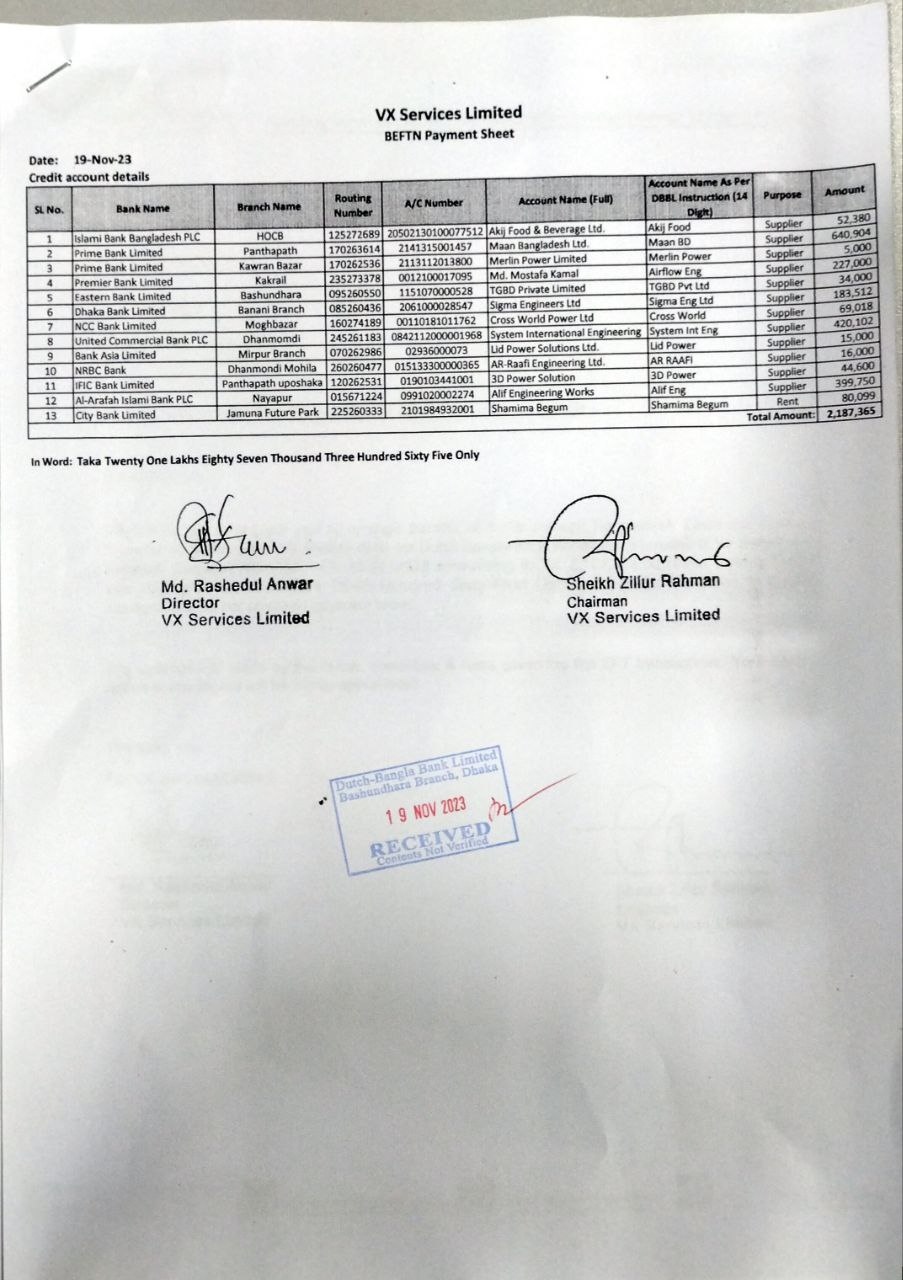 VX Services Limited
BEFTN Payment Sheet
Date: 19-Nov-23
Credit account details
SL No. Bank Name Branch Name Routing Number A/C Number Account Name (Full) Account Name As Per DBBL Instruction (14 Digit) Purpose Amount
1 Islami Bank Bangladesh PLC HOCB 125272689 20502130100077512 Akij Food & Beverage Ltd. Akij Food Supplier 52,380
2 Prime Bank Limited Panthapath 170263614 2141315001457 Maan Bangladesh Ltd. Maan BD Supplier 640,904
3 Prime Bank Limited Kawran Bazar 170262536 2113112013800 Merlin Power Limited Merlin Power Supplier 5,000
4 Premier Bank Limited Kakrail 235273378 0012100017095 Md. Mostafa Kamal Airflow Eng Supplier 227,000
5 Eastern Bank Limited Bashundhara 095260550 1151070000528 TGBD Private Limited TGBD Pvt Ltd Supplier 34,000
6 Dhaka Bank Limited Banani Branch 085260436 2061000028547 Sigma Engineers Ltd Sigma Eng Ltd Supplier 183,512
7 NCC Bank Limited Moghbazar 160274189 00110181011762 Cross World Power Ltd Cross World Supplier 69,018
8 United Commercial Bank PLC Dhanmomdi 245261183 0842112000001968 System International Engineering System Int Eng Supplier 420,102
9 Bank Asia Limited Mirpur Branch 070262986 02936000073 Lid Power Solutions Ltd. Lid Power Supplier 15,000
10 NRBC Bank Dhanmondi Mohila 260260477 015133300000365 AR-Raafi Engineering Ltd. AR RAAFI Supplier 16,000
11 IFIC Bank Limited Panthapath uposhaka 120262531 0190103441001 3D Power Solution 3D Power Supplier 44,600
12 Al-Arafah Islami Bank PLC Nayapur 015671224 0991020002274 Alif Engineering Works Alif Eng Supplier 399,750
13 City Bank Limited Jamuna Future Park 225260333 2101984932001 Shamima Begum Shamima Begum Rent 80,099
Total Amount: 2,187,365
In Word: Taka Twenty One Lakhs Eighty Seven Thousand Three Hundred Sixty Five Only
Md. Rashedul Anwar
Director
VX Services Limited
Sheikh Zillur Rahman
Chairman
VX Services Limited
Dutch-Bangla Bank Limited
Bashundhara Branch, Dhaka
19 NOV 2023
RECEIVED
Contents Not Verified